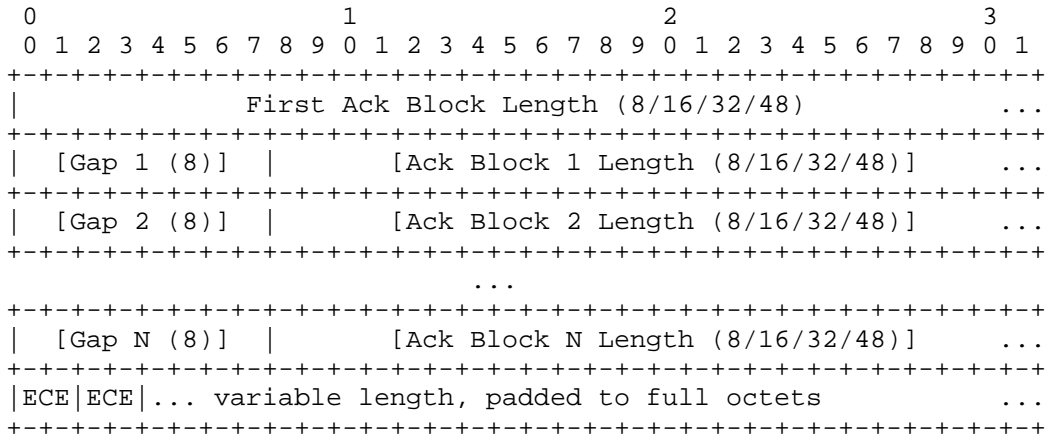 0                   1                   2                   3
 0 1 2 3 4 5 6 7 8 9 0 1 2 3 4 5 6 7 8 9 0 1 2 3 4 5 6 7 8 9 0 1
+-+-+-+-+-+-+-+-+-+-+-+-+-+-+-+-+-+-+-+-+-+-+-+-+-+-+-+-+-+-+-+-+
|              First Ack Block Length (8/16/32/48)            ...
+-+-+-+-+-+-+-+-+-+-+-+-+-+-+-+-+-+-+-+-+-+-+-+-+-+-+-+-+-+-+-+-+
|  [Gap 1 (8)]  |       [Ack Block 1 Length (8/16/32/48)]     ...
+-+-+-+-+-+-+-+-+-+-+-+-+-+-+-+-+-+-+-+-+-+-+-+-+-+-+-+-+-+-+-+-+
|  [Gap 2 (8)]  |       [Ack Block 2 Length (8/16/32/48)]     ...
+-+-+-+-+-+-+-+-+-+-+-+-+-+-+-+-+-+-+-+-+-+-+-+-+-+-+-+-+-+-+-+-+
                             ...
+-+-+-+-+-+-+-+-+-+-+-+-+-+-+-+-+-+-+-+-+-+-+-+-+-+-+-+-+-+-+-+-+
|  [Gap N (8)]  |       [Ack Block N Length (8/16/32/48)]     ...
+-+-+-+-+-+-+-+-+-+-+-+-+-+-+-+-+-+-+-+-+-+-+-+-+-+-+-+-+-+-+-+-+
|ECE|ECE|... variable length, padded to full octets           ...
+-+-+-+-+-+-+-+-+-+-+-+-+-+-+-+-+-+-+-+-+-+-+-+-+-+-+-+-+-+-+-+-+